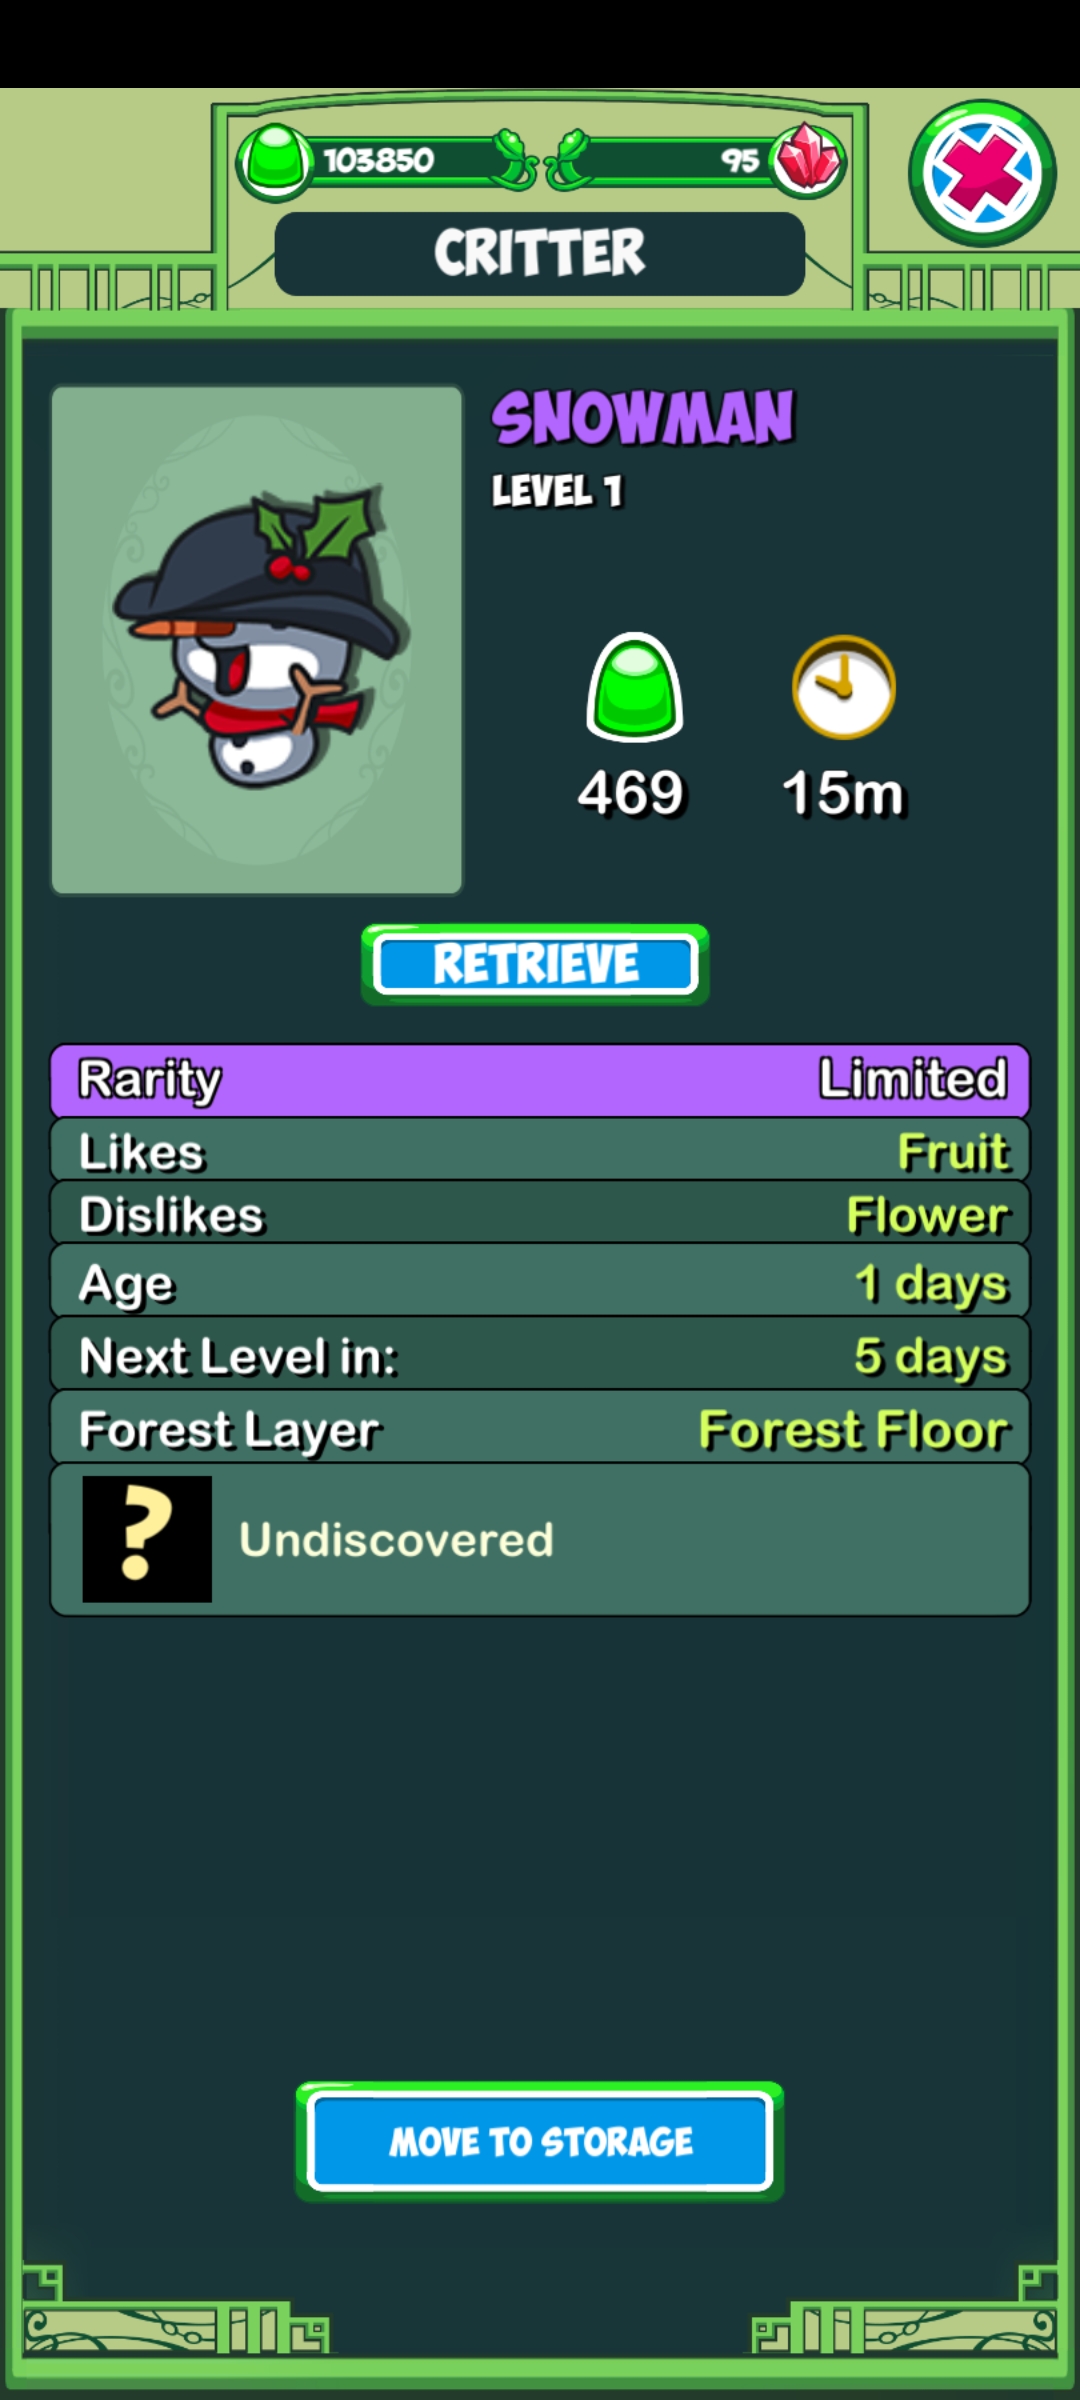 103850 95
CRITTER
SNOWMAN
LEVEL 1
469 15m
RETRIEVE
Rarity Limited
Likes Fruit
Dislikes Flower
Age 1 days
Next Level in: 5 days
Forest Layer Forest Floor
? Undiscovered
MOVE TO STORAGE